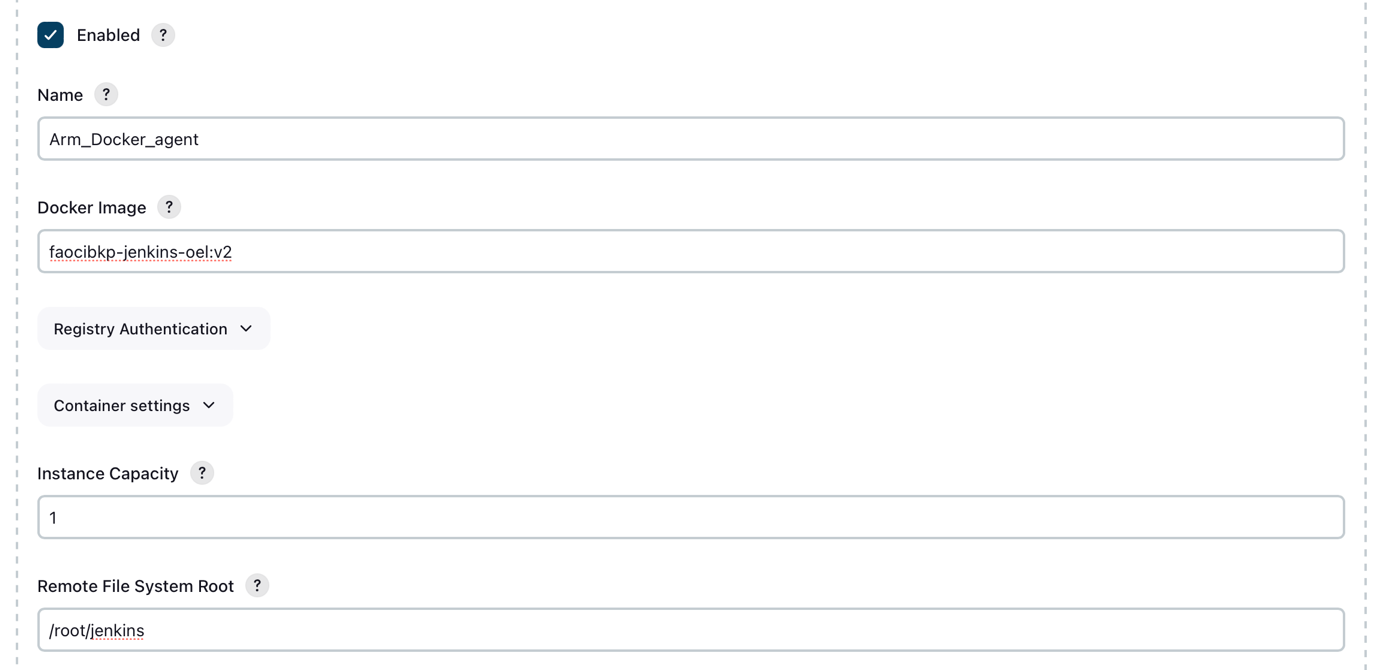 Enabled ?
Name ?
Arm_Docker_agent
Docker Image ?
faocibkp-jenkins-oel:v2
Registry Authentication
Container settings
Instance Capacity ?
1
Remote File System Root ?
/root/jenkins